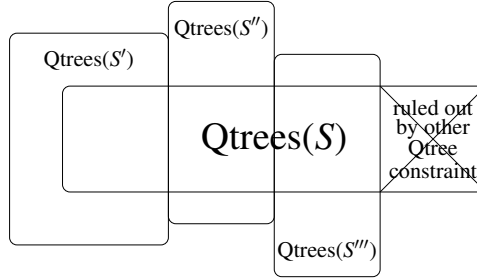 Qtrees(S′)
Qtrees(S′′)
Qtrees(S)
ruled out
by other
Qtree
constraint
Qtrees(S′′′)